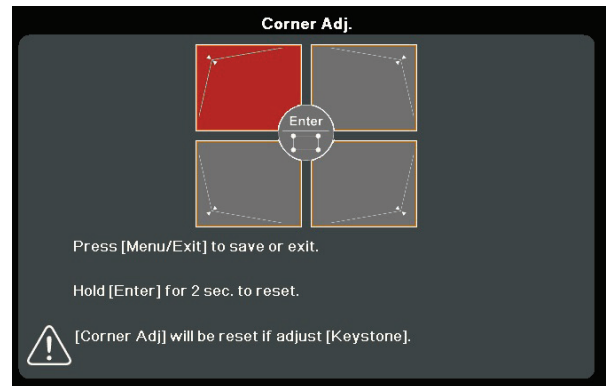 Corner Adj.
Enter
Press [Menu/Exit] to save or exit.
Hold [Enter] for 2 sec. to reset.
[Corner Adj] will be reset if adjust [Keystone].